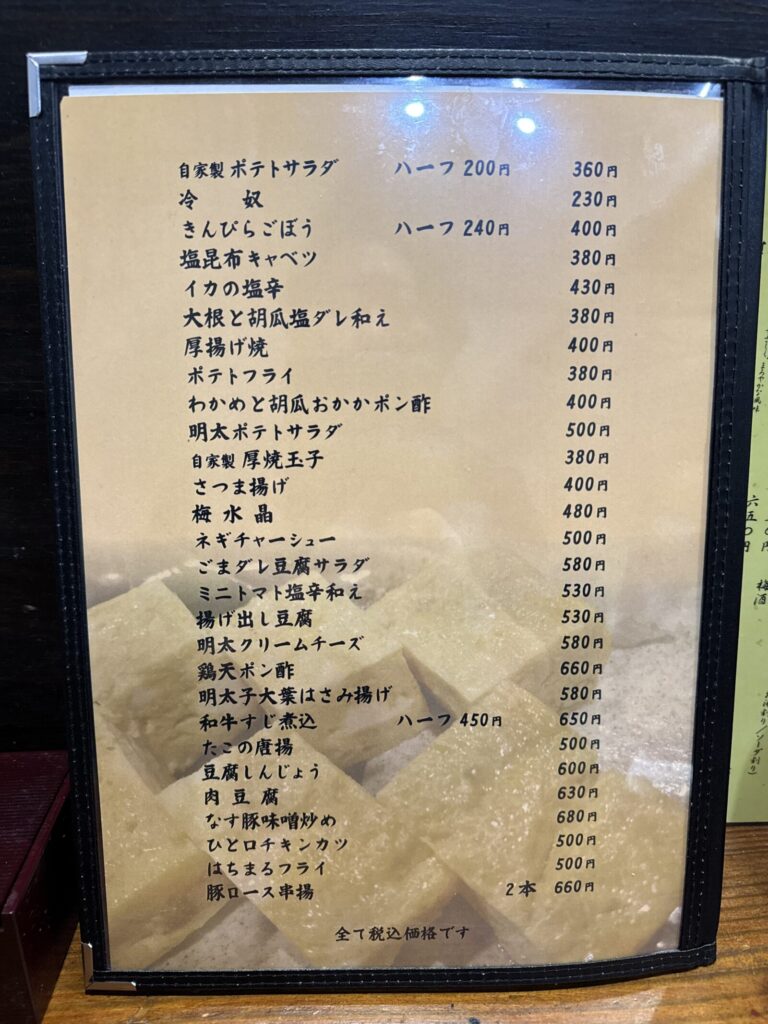 自家製 ポテトサラダ ハーフ 200円 360円
冷 奴 230円
きんぴらごぼう ハーフ 240円 400円
塩昆布キャベツ 380円
イカの塩辛 430円
大根と胡瓜塩ダレ和え 380円
厚揚げ焼 400円
ポテトフライ 380円
わかめと胡瓜おかかポン酢 400円
明太ポテトサラダ 500円
自家製 厚焼玉子 380円
さつま揚げ 400円
梅水晶 480円
ネギチャーシュー 500円
ごまダレ豆腐サラダ 580円
ミニトマト塩辛和え 530円
揚げ出し豆腐 530円
明太クリームチーズ 580円
鶏天ポン酢 660円
明太子大葉はさみ揚げ 580円
和牛すじ煮込 ハーフ 450円 650円
たこの唐揚 500円
豆腐しんじょう 600円
肉豆腐 630円
なす豚味噌炒め 680円
ひと口チキンカツ 500円
はちまるフライ 500円
豚ロース串揚 2本 660円
全て税込価格です
六五〇円
梅酒